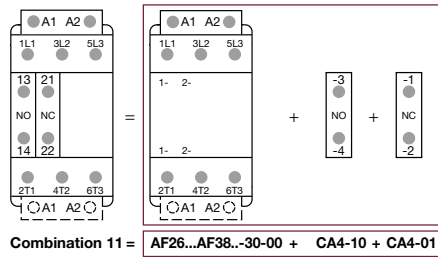 A1 A2 A1 A2
1L1 3L2 5L3 1L1 3L2 5L3
13 21 1- 2- -3 -1
NO NC = + NO + NC
14 22 1- 2- -4 -2
2T1 4T2 6T3 2T1 4T2 6T3
A1 A2 A1 A2
Combination 11 = AF26...AF38..-30-00 + CA4-10 + CA4-01